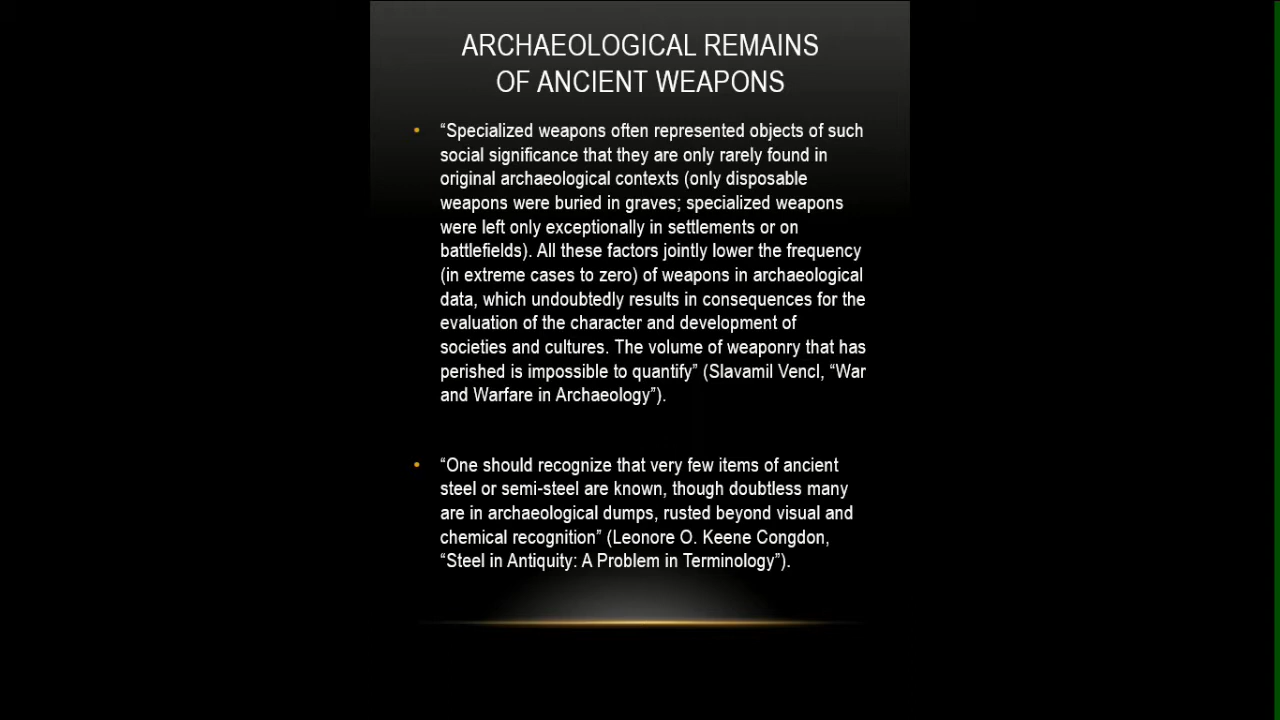 ARCHAEOLOGICAL REMAINS
OF ANCIENT WEAPONS
• “Specialized weapons often represented objects of such
social significance that they are only rarely found in
original archaeological contexts (only disposable
weapons were buried in graves; specialized weapons
were left only exceptionally in settlements or on
battlefields). All these factors jointly lower the frequency
(in extreme cases to zero) of weapons in archaeological
data, which undoubtedly results in consequences for the
evaluation of the character and development of
societies and cultures. The volume of weaponry that has
perished is impossible to quantify” (Slavamil Vencl, “War
and Warfare in Archaeology”).
• “One should recognize that very few items of ancient
steel or semi-steel are known, though doubtless many
are in archaeological dumps, rusted beyond visual and
chemical recognition” (Leonore O. Keene Congdon,
“Steel in Antiquity: A Problem in Terminology”).